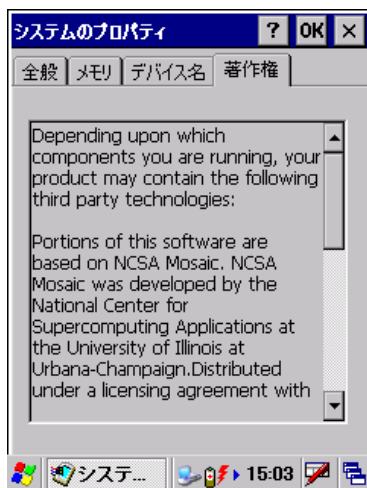 システムのプロパティ ? OK ×
全般 メモリ デバイス名 著作権
Depending upon which
components you are running, your
product may contain the following
third party technologies:
Portions of this software are
based on NCSA Mosaic. NCSA
Mosaic was developed by the
National Center for
Supercomputing Applications at
the University of Illinois at
Urbana-Champaign.Distributed
under a licensing agreement with
システ... 15:03